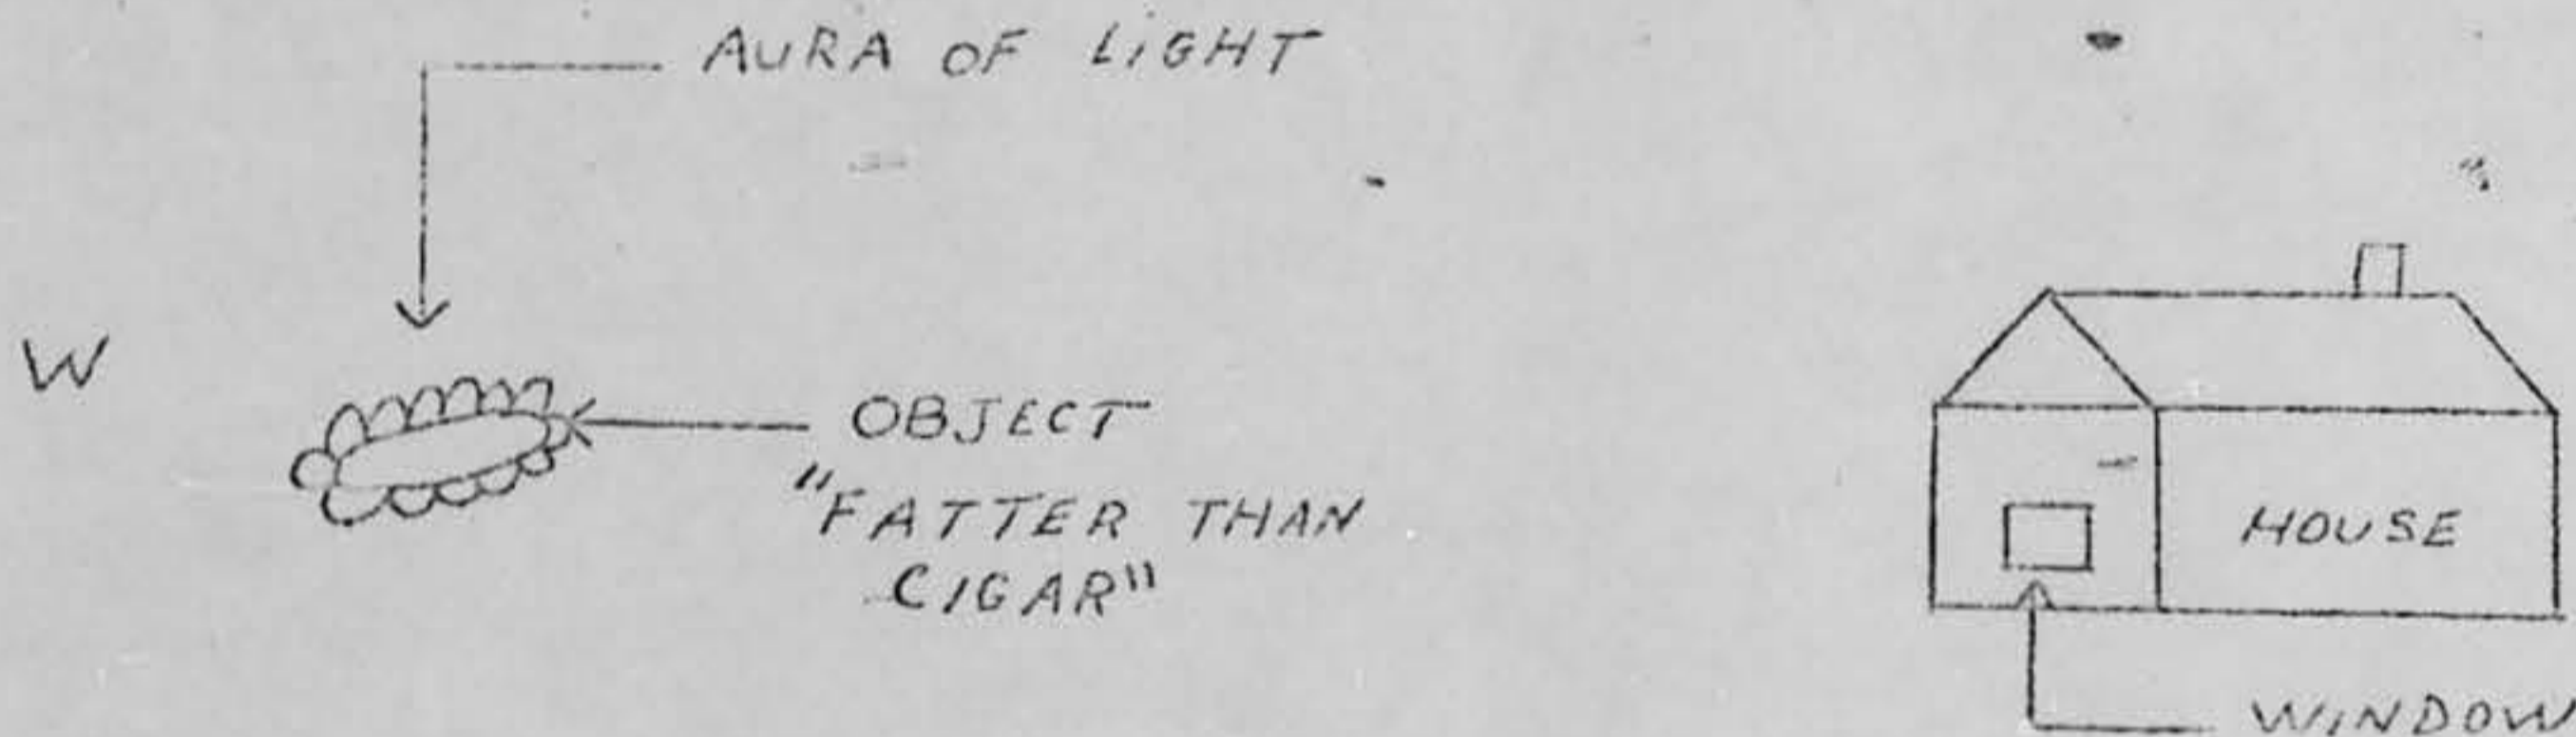 AURA OF LIGHT
W
OBJECT
"FATTER THAN
CIGAR"
HOUSE
WINDOW